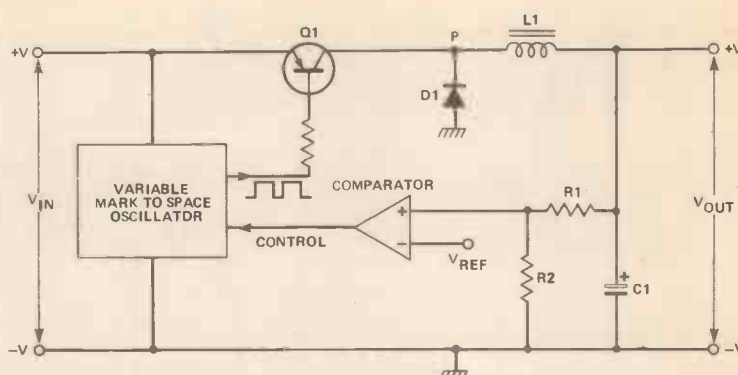 Q1
P
L1
+V
+V
D1
VIN
VARIABLE
MARK TO SPACE
OSCILLATOR
COMPARATOR
+
−
CONTROL
VREF
R1
R2
+
C1
VOUT
−V
−V